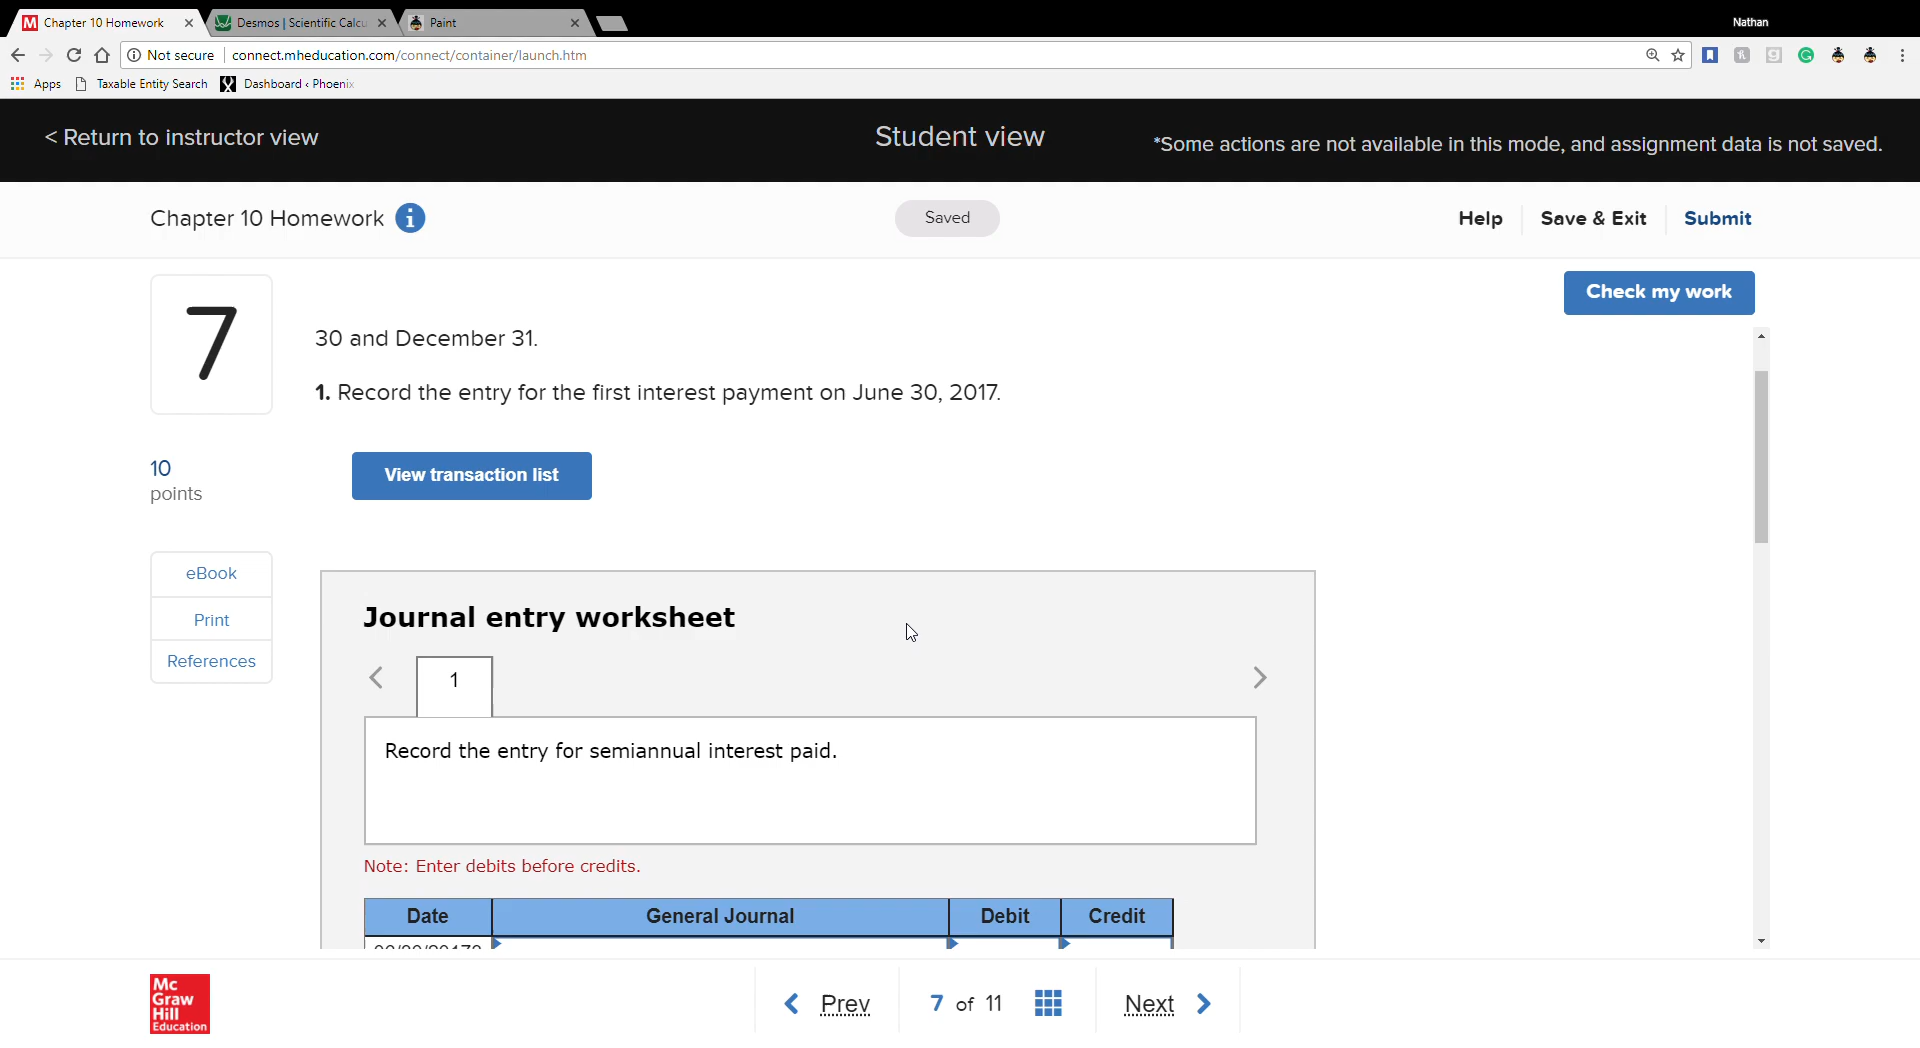 Chapter 10 Homework
Desmos | Scientific Calcu
Paint
Nathan
Not secure
connect.mheducation.com/connect/container/launch.htm
Apps
Taxable Entity Search
Dashboard ‹ Phoenix
< Return to instructor view
Student view
*Some actions are not available in this mode, and assignment data is not saved.
Chapter 10 Homework
Saved
Help
Save & Exit
Submit
Check my work
7
30 and December 31.
1. Record the entry for the first interest payment on June 30, 2017.
10
points
View transaction list
eBook
Print
References
Journal entry worksheet
1
Record the entry for semiannual interest paid.
Note: Enter debits before credits.
Date
General Journal
Debit
Credit
Mc
Graw
Hill
Education
Prev
7 of 11
Next